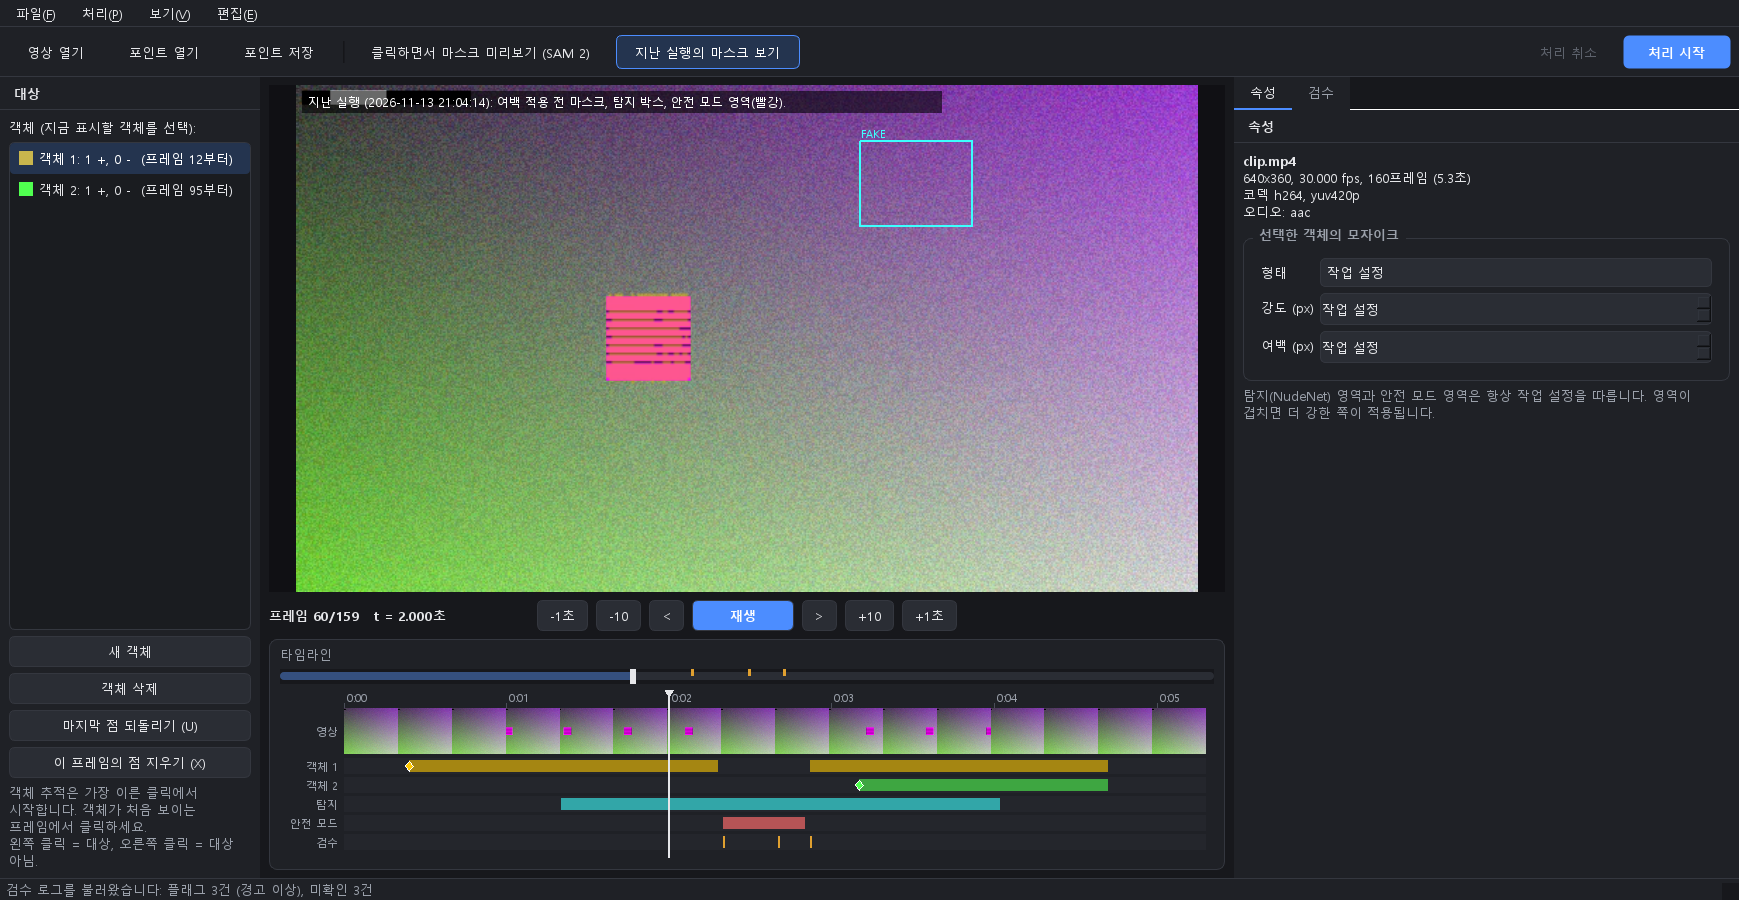 파일(F) 처리(P) 보기(V) 편집(E)
영상 열기 포인트 열기 포인트 저장 클릭하면서 마스크 미리보기 (SAM 2) 지난 실행의 마스크 보기 처리 취소 처리 시작
대상
객체 (지금 표시할 객체를 선택):
객체 1: 1 +, 0 - (프레임 12부터)
객체 2: 1 +, 0 - (프레임 95부터)
새 객체
객체 삭제
마지막 점 되돌리기 (U)
이 프레임의 점 지우기 (X)
객체 추적은 가장 이른 클릭에서
시작합니다. 객체가 처음 보이는
프레임에서 클릭하세요.
왼쪽 클릭 = 대상, 오른쪽 클릭 = 대상
아님.
지난 실행 (2026-11-13 21:04:14): 여백 적용 전 마스크, 탐지 박스, 안전 모드 영역(빨강).
FAKE
프레임 60/159 t = 2.000초
-1초 -10 < 재생 > +10 +1초
타임라인
0:00 0:01 0:02 0:03 0:04 0:05
영상
객체 1
객체 2
탐지
안전 모드
검수
속성 검수
속성
clip.mp4
640x360, 30.000 fps, 160프레임 (5.3초)
코덱 h264, yuv420p
오디오: aac
선택한 객체의 모자이크
형태 작업 설정
강도 (px) 작업 설정
여백 (px) 작업 설정
탐지(NudeNet) 영역과 안전 모드 영역은 항상 작업 설정을 따릅니다. 영역이
겹치면 더 강한 쪽이 적용됩니다.
검수 로그를 불러왔습니다: 플래그 3건 (경고 이상), 미확인 3건